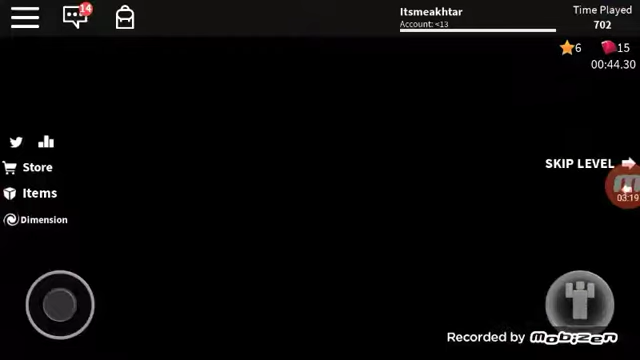 14
Itsmeakhtar
Account: <13
Time Played
702
6
15
00:44.30
Store
SKIP LEVEL
03:19
Items
Dimension
Recorded by Mobizen